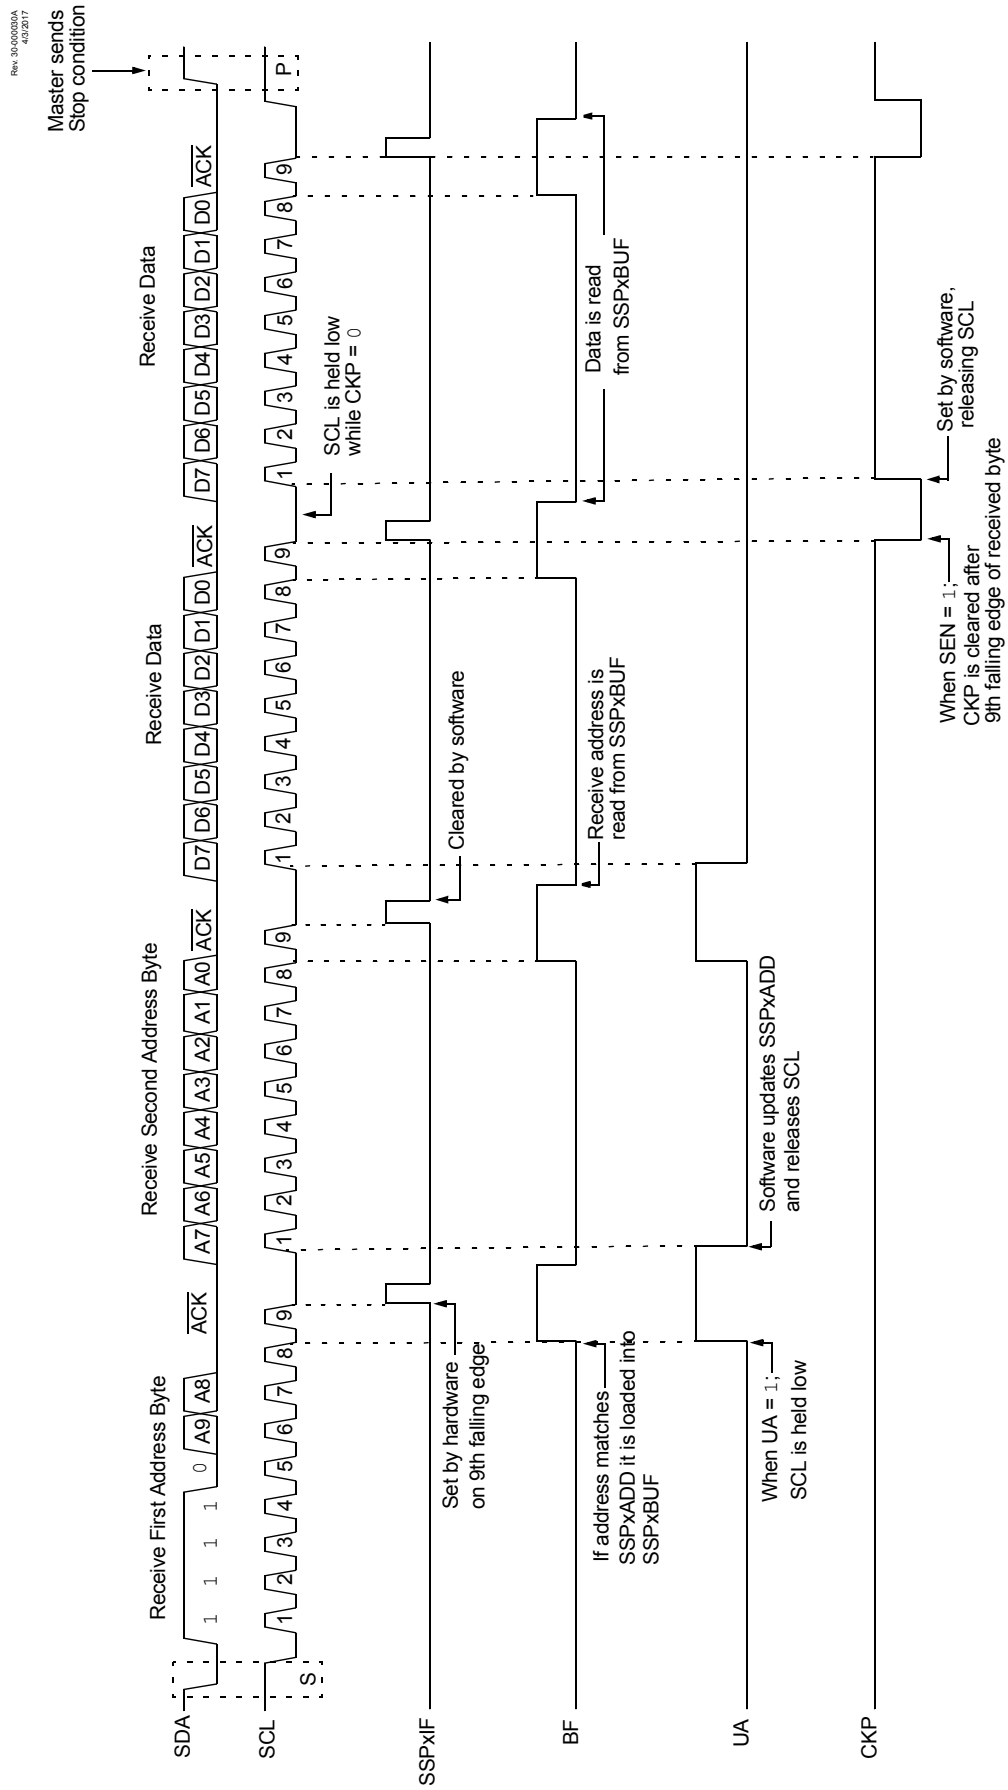 Rev. 30-000030A
4/3/2017
Master sends
Stop condition
Receive First Address Byte
Receive Second Address Byte
Receive Data
Receive Data
SDA
1 1 1 1 0 A9 A8 ACK A7 A6 A5 A4 A3 A2 A1 A0 ACK D7 D6 D5 D4 D3 D2 D1 D0 ACK D7 D6 D5 D4 D3 D2 D1 D0 ACK
SCL
S 1 2 3 4 5 6 7 8 9 1 2 3 4 5 6 7 8 9 1 2 3 4 5 6 7 8 9 1 2 3 4 5 6 7 8 9 P
SCL is held low
while CKP = 0
SSPxIF
Set by hardware
on 9th falling edge
Cleared by software
BF
If address matches
SSPxADD it is loaded into
SSPxBUF
Receive address is
read from SSPxBUF
Data is read
from SSPxBUF
UA
When UA = 1;
SCL is held low
Software updates SSPxADD
and releases SCL
CKP
When SEN = 1;
CKP is cleared after
9th falling edge of received byte
Set by software,
releasing SCL